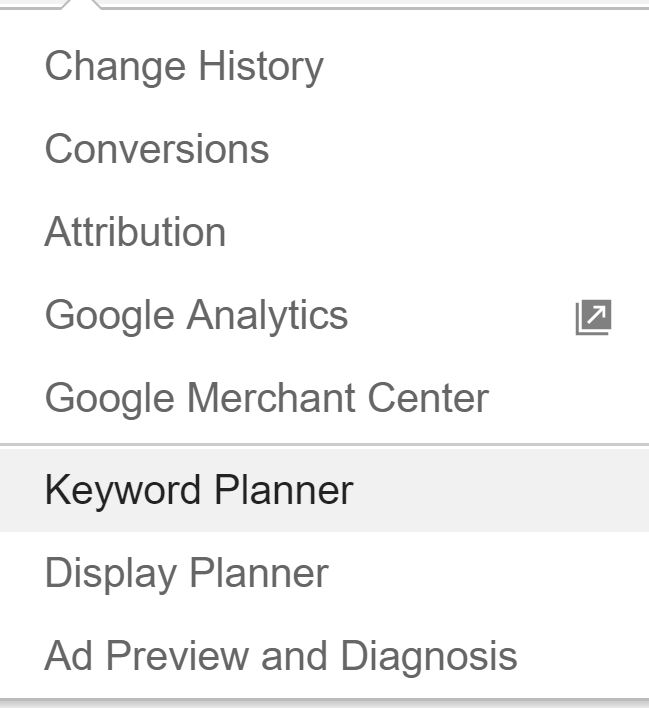 Change History
Conversions
Attribution
Google Analytics
Google Merchant Center
Keyword Planner
Display Planner
Ad Preview and Diagnosis